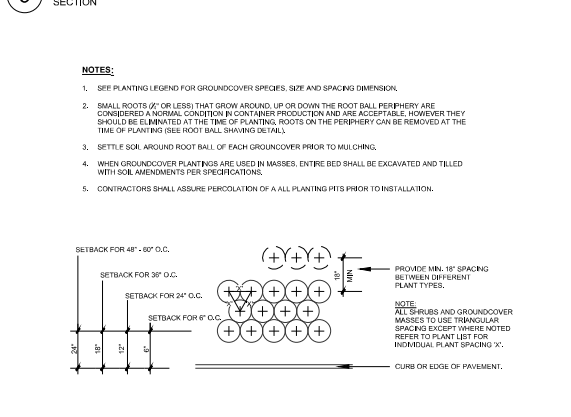 SECTION
NOTES:
1. SEE PLANTING LEGEND FOR GROUNDCOVER SPECIES, SIZE AND SPACING DIMENSION.
2. SMALL ROOTS (" OR LESS) THAT GROW AROUND, UP OR DOWN THE ROOT BALL PERIPHERY ARE
CONSIDERED A NORMAL CONDITION IN CONTAINER PRODUCTION AND ARE ACCEPTABLE, HOWEVER THEY
SHOULD BE ELIMINATED AT THE TIME OF PLANTING. ROOTS ON THE PERIPHERY CAN BE REMOVED AT THE
TIME OF PLANTING (SEE ROOT BALL SHAVING DETAIL).
3. SETTLE SOIL AROUND ROOT BALL OF EACH GROUNCOVER PRIOR TO MULCHING.
4. WHEN GROUNDCOVER PLANTINGS ARE USED IN MASSES, ENTIRE BED SHALL BE EXCAVATED AND TILLED
WITH SOIL AMENDMENTS PER SPECIFICATIONS.
5. CONTRACTORS SHALL ASSURE PERCOLATION OF A ALL PLANTING PITS PRIOR TO INSTALLATION.
SETBACK FOR 48" - 60" O.C.
SETBACK FOR 36" O.C.
SETBACK FOR 24" O.C.
SETBACK FOR 6" O.C.
24"
18"
12"
6"
X
X
X
18"
MIN
PROVIDE MIN. 18" SPACING
BETWEEN DIFFERENT
PLANT TYPES.
NOTE:
ALL SHRUBS AND GROUNDCOVER
MASSES TO USE TRIANGULAR
SPACING EXCEPT WHERE NOTED
REFER TO PLANT LIST FOR
INDIVIDUAL PLANT SPACING 'X'.
CURB OR EDGE OF PAVEMENT.